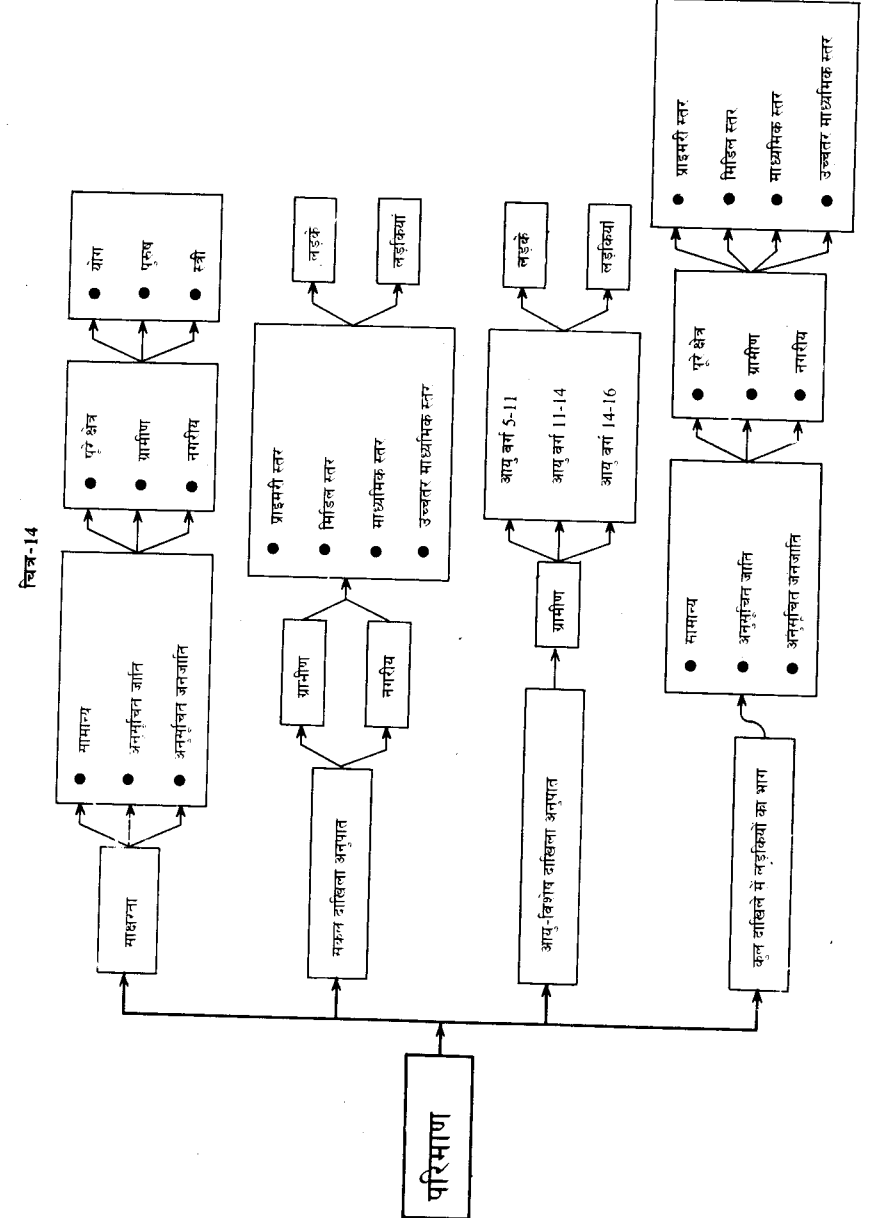 चित्र-14
परिमाण
साक्षरता
सामान्य
अनुसूचित जाति
अनुसूचित जनजाति
पूरे क्षेत्र
ग्रामीण
नगरीय
योग
पुरुष
स्त्री
सकल दाखिला अनुपात
ग्रामीण
नगरीय
प्राइमरी स्तर
मिडिल स्तर
माध्यमिक स्तर
उच्चतर माध्यमिक स्तर
लड़के
लड़कियां
आयु-विशेष दाखिला अनुपात
ग्रामीण
आयु वर्ग 5-11
आयु वर्ग 11-14
आयु वर्ग 14-16
लड़के
लड़कियां
कुल दाखिले में लड़कियों का भाग
सामान्य
अनुसूचित जाति
अनुसूचित जनजाति
पूरे क्षेत्र
ग्रामीण
नगरीय
प्राइमरी स्तर
मिडिल स्तर
माध्यमिक स्तर
उच्चतर माध्यमिक स्तर